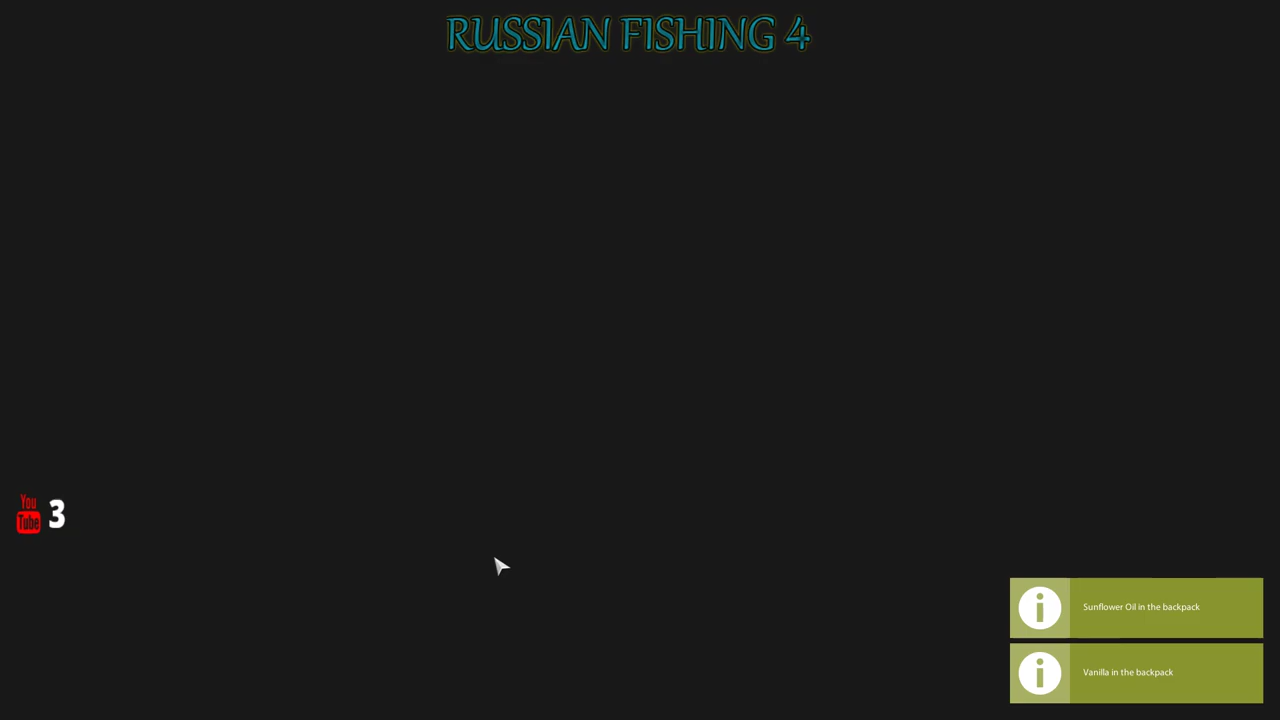 RUSSIAN FISHING 4
You
Tube
3
Sunflower Oil in the backpack
Vanilla in the backpack